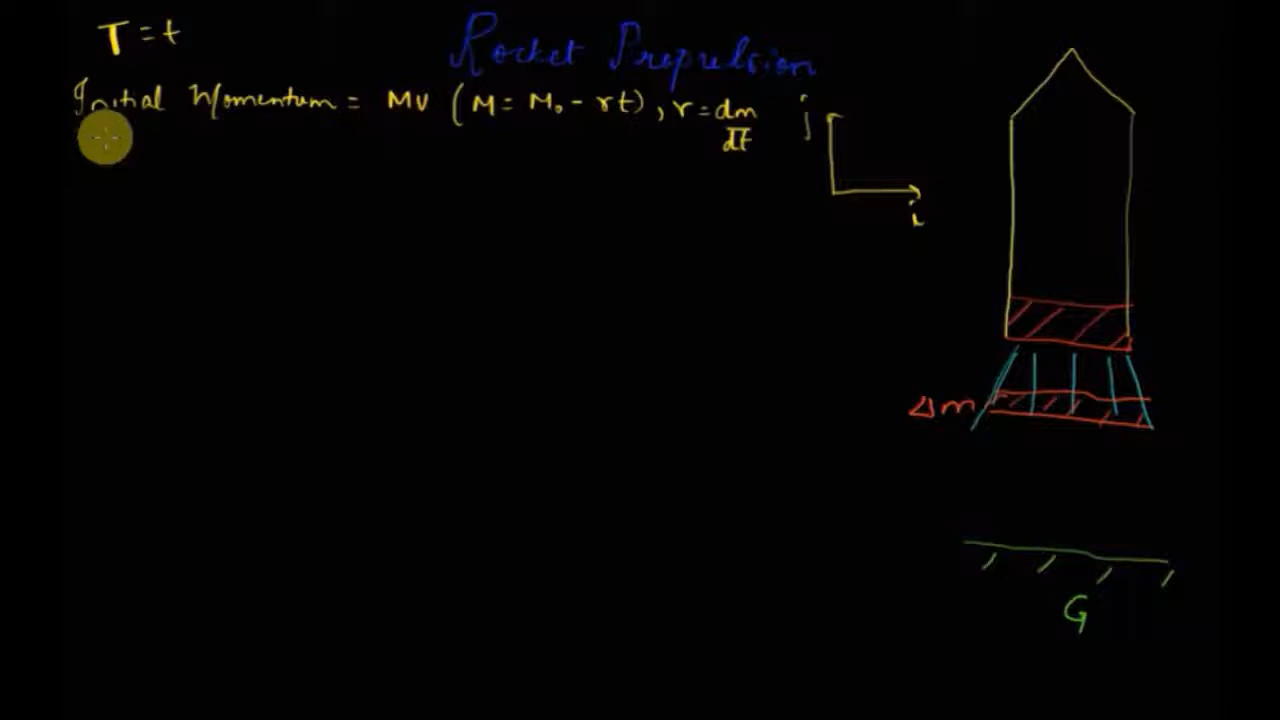 T = t
Rocket Propulsion
Initial Momentum = MV ( M = M₀ - rt ) , r = dm/dt
j
i
Δm
G